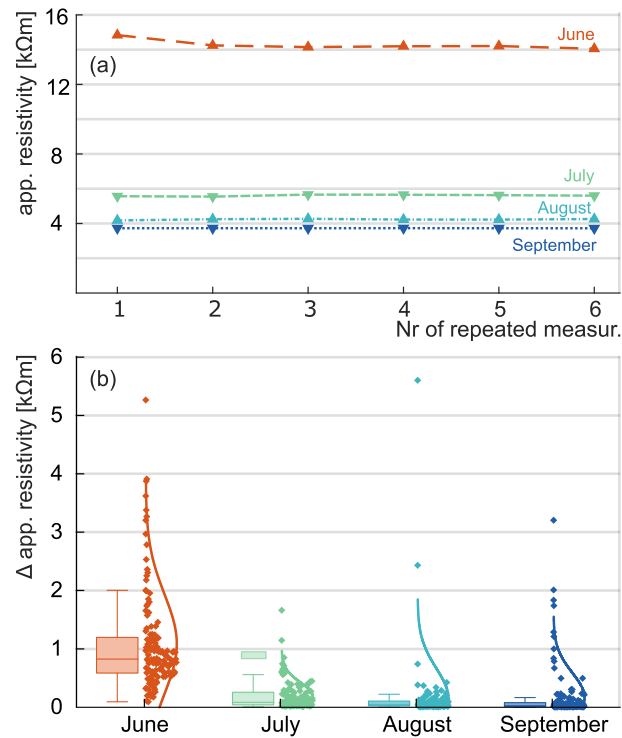 16
(a)
June
12
app. resistivity [kΩm]
8
July
August
4
September
1 2 3 4 5 6
Nr of repeated measur.
6
(b)
5
4
Δ app. resistivity [kΩm]
3
2
1
0
June July August September